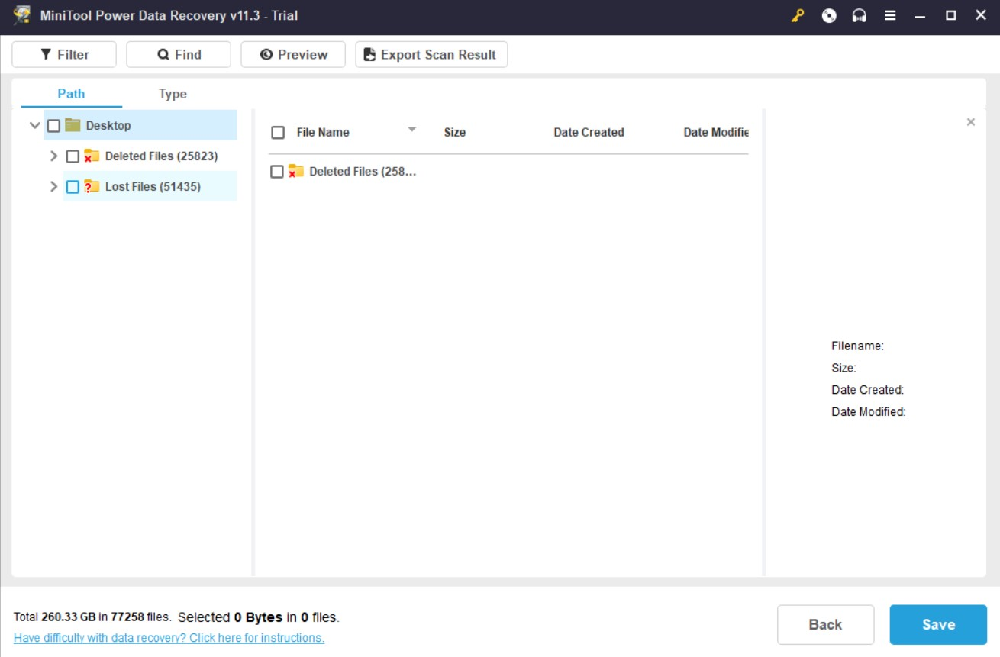 MiniTool Power Data Recovery v11.3 - Trial
Filter Find Preview Export Scan Result
Path Type
Desktop
Deleted Files (25823)
Lost Files (51435)
File Name Size Date Created Date Modifie
Deleted Files (258...
Filename:
Size:
Date Created:
Date Modified:
Total 260.33 GB in 77258 files. Selected 0 Bytes in 0 files.
Have difficulty with data recovery? Click here for instructions.
Back Save